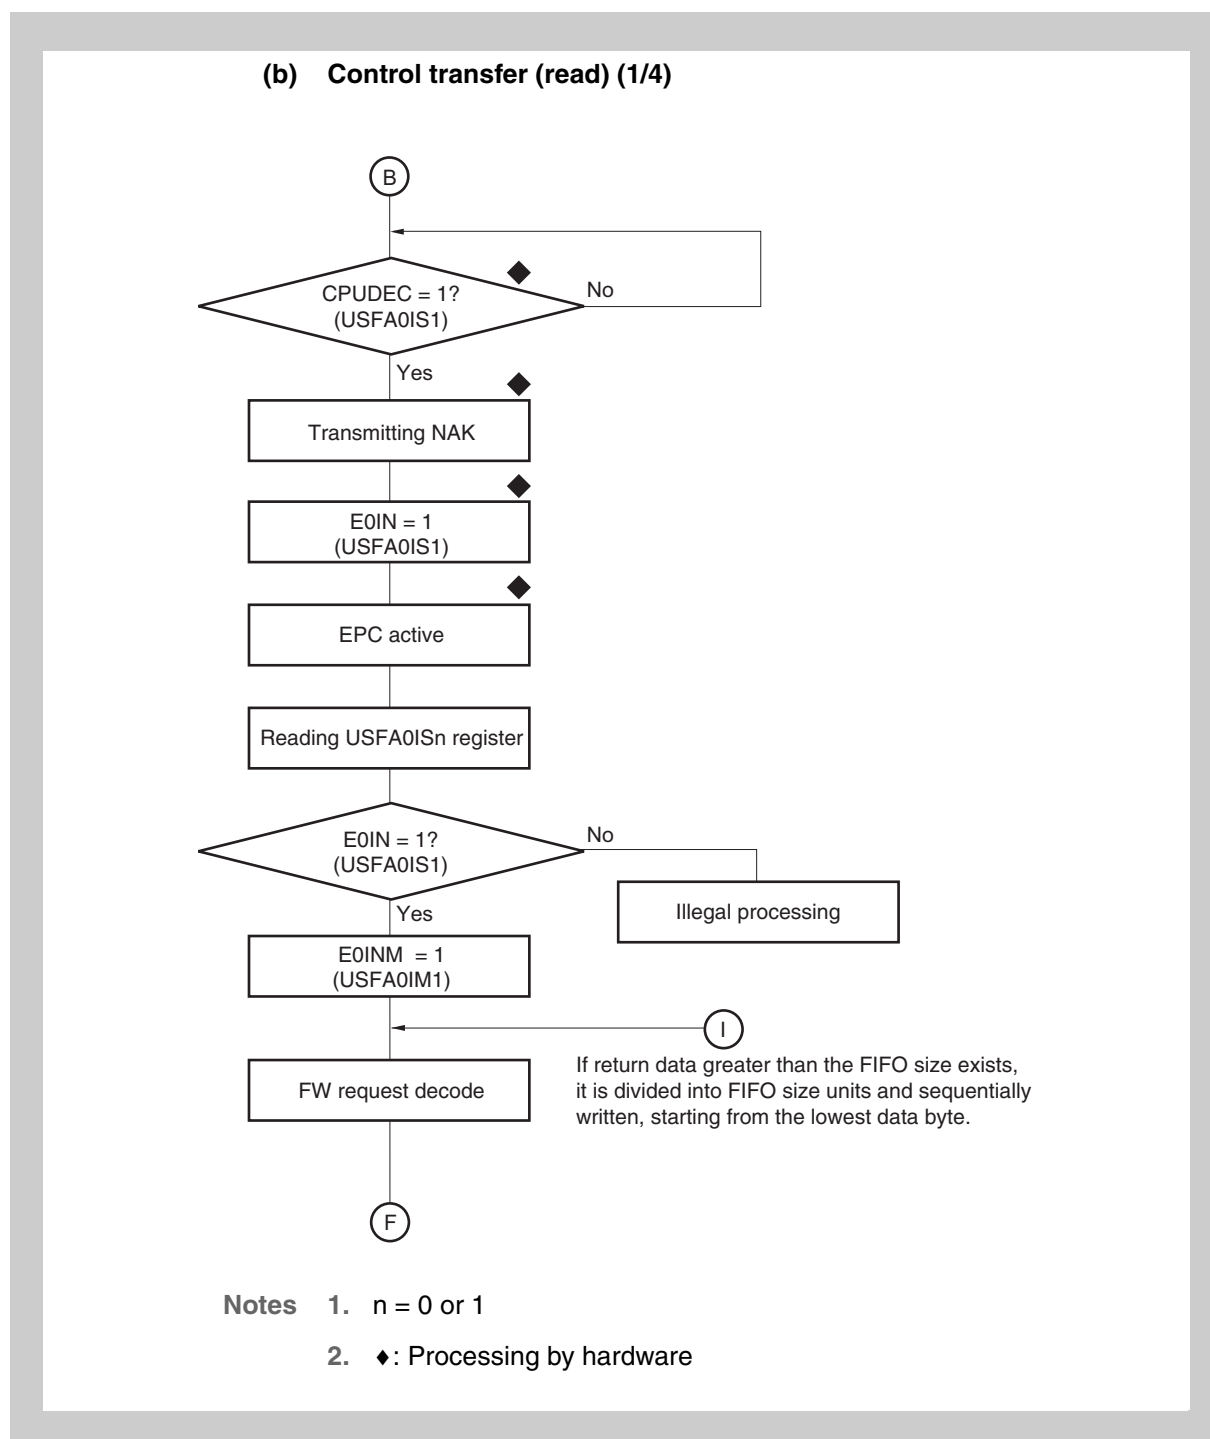 (b) Control transfer (read) (1/4)
B
CPUDEC = 1?
(USFA0IS1)
No
Yes
Transmitting NAK
E0IN = 1
(USFA0IS1)
EPC active
Reading USFA0ISn register
E0IN = 1?
(USFA0IS1)
No
Illegal processing
Yes
E0INM = 1
(USFA0IM1)
I
If return data greater than the FIFO size exists,
it is divided into FIFO size units and sequentially
written, starting from the lowest data byte.
FW request decode
F
Notes 1. n = 0 or 1
2. ♦: Processing by hardware